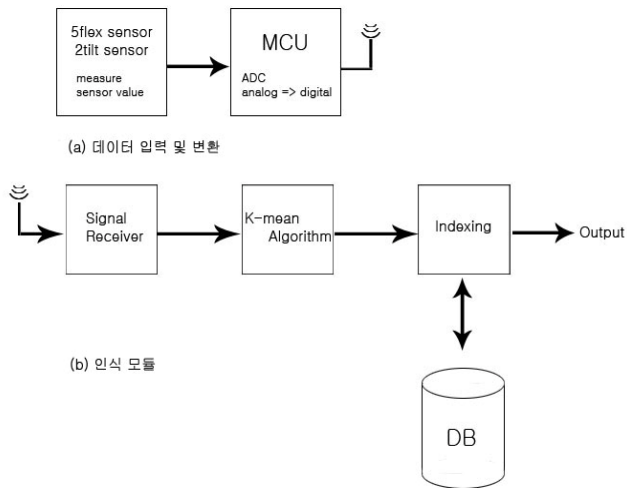 5flex sensor
2tilt sensor
measure
sensor value
MCU
ADC
analog => digital
(a) 데이터 입력 및 변환
Signal
Receiver
K-mean
Algorithm
Indexing
Output
(b) 인식 모듈
DB